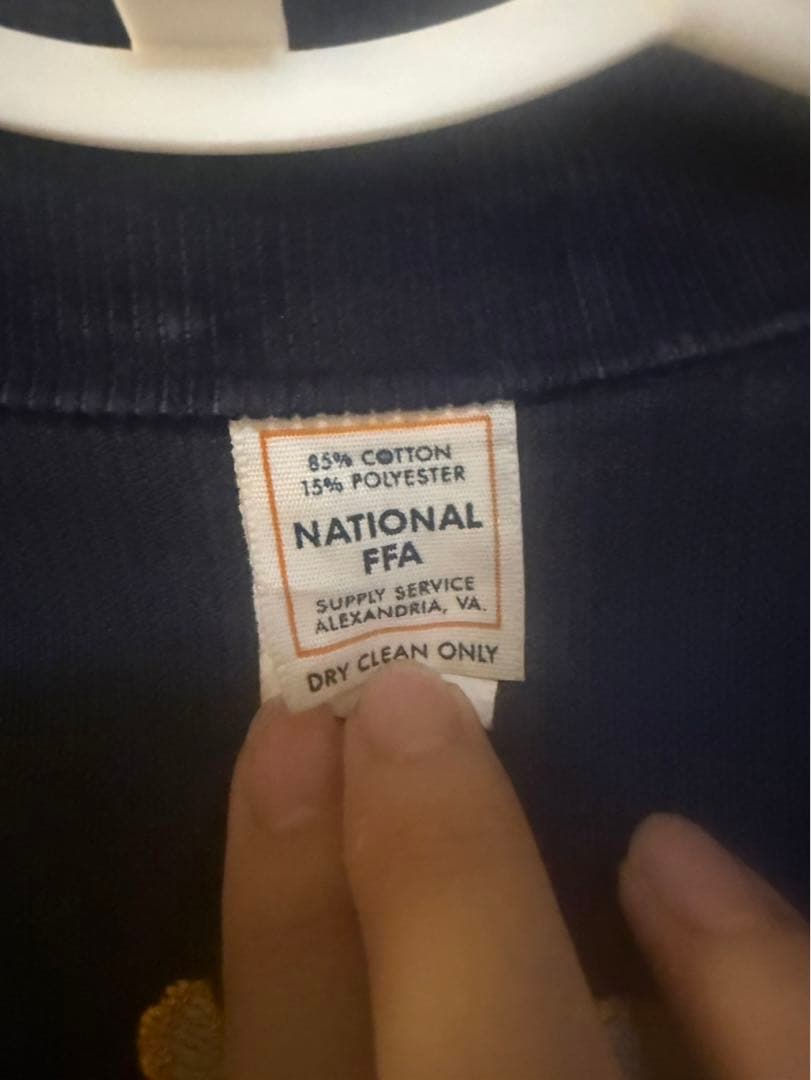 85% COTTON
15% POLYESTER
NATIONAL
FFA
SUPPLY SERVICE
ALEXANDRIA, VA.
DRY CLEAN ONLY